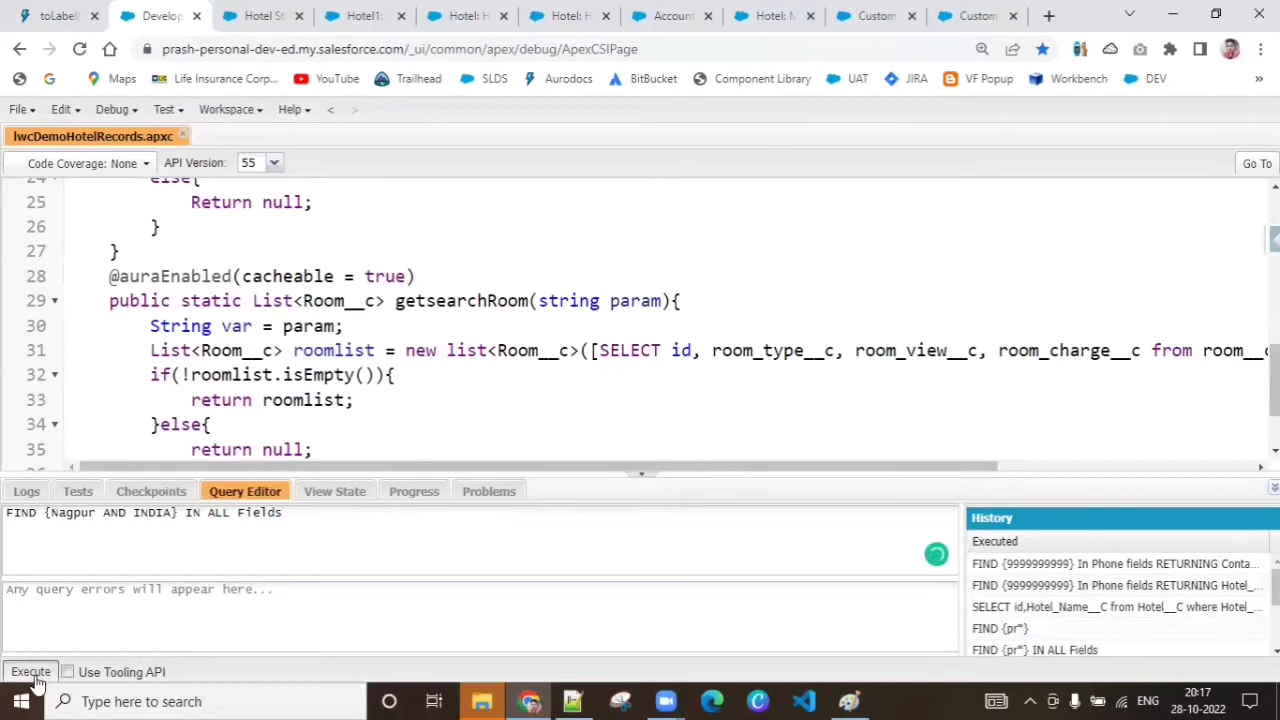 toLabel(
Develop
Hotel St
Hotel1:
Hotel: H
Hotel: H
Accoun
Hotel: M
Custom
Custom
prash-personal-dev-ed.my.salesforce.com/_ui/common/apex/debug/ApexCSIPage
Maps
Life Insurance Corp...
YouTube
Trailhead
SLDS
Aurodocs
BitBucket
Component Library
UAT
JIRA
VF Popup
Workbench
DEV
»
File Edit Debug Test Workspace Help < >
lwcDemoHotelRecords.apxc
Code Coverage: None API Version: 55 Go To
24 else{
25 Return null;
26 }
27 }
28 @auraEnabled(cacheable = true)
29 public static List<Room__c> getsearchRoom(string param){
30 String var = param;
31 List<Room__c> roomlist = new list<Room__c>([SELECT id, room_type__c, room_view__c, room_charge__c from room__c
32 if(!roomlist.isEmpty()){
33 return roomlist;
34 }else{
35 return null;
Logs Tests Checkpoints Query Editor View State Progress Problems
FIND {Nagpur AND INDIA} IN ALL Fields
Any query errors will appear here...
History
Executed
FIND {9999999999} In Phone fields RETURNING Conta...
FIND {9999999999} In Phone fields RETURNING Hotel_...
SELECT id,Hotel_Name__C from Hotel__C where Hotel_...
FIND {pr*}
FIND {pr*} IN ALL Fields
Execute Use Tooling API
Type here to search
ENG
20:17
28-10-2022